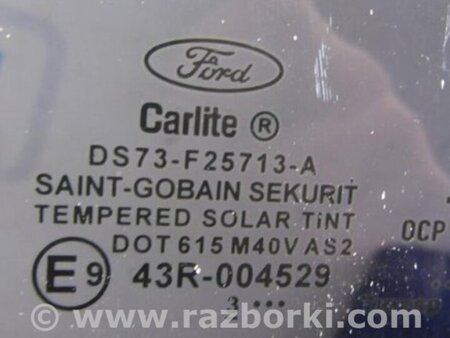 Ford
Carlite ®
DS73-F25713-A
SAINT-GOBAIN SEKURIT
TEMPERED SOLAR TiNT
DOT 615 M40V AS2
OCP
E9 43R-004529
3 •••
www.razborki.com